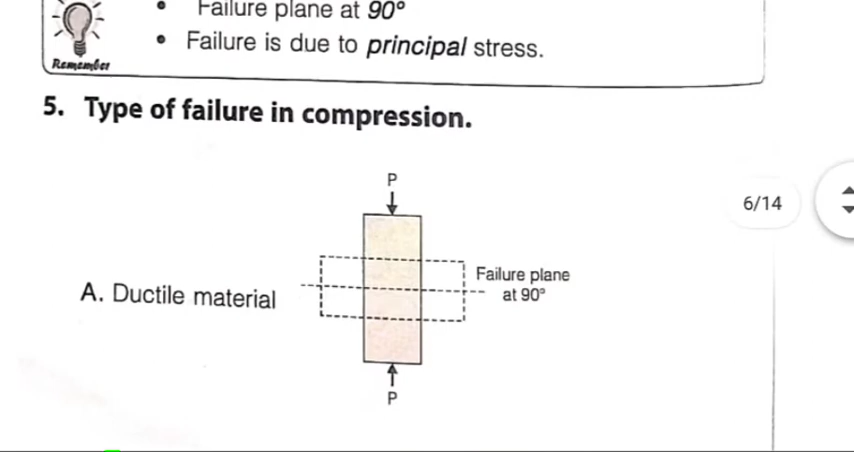 • Failure plane at 90°
• Failure is due to principal stress.
Remember
5. Type of failure in compression.
P
6/14
Failure plane
at 90°
A. Ductile material
P